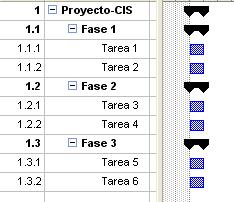 1 Proyecto-CIS
1.1 Fase 1
1.1.1 Tarea 1
1.1.2 Tarea 2
1.2 Fase 2
1.2.1 Tarea 3
1.2.2 Tarea 4
1.3 Fase 3
1.3.1 Tarea 5
1.3.2 Tarea 6